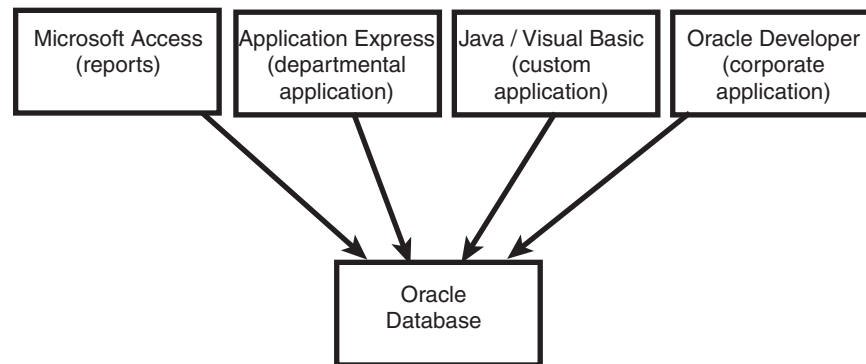 Microsoft Access
(reports)
Application Express
(departmental
application)
Java / Visual Basic
(custom
application)
Oracle Developer
(corporate
application)
Oracle
Database